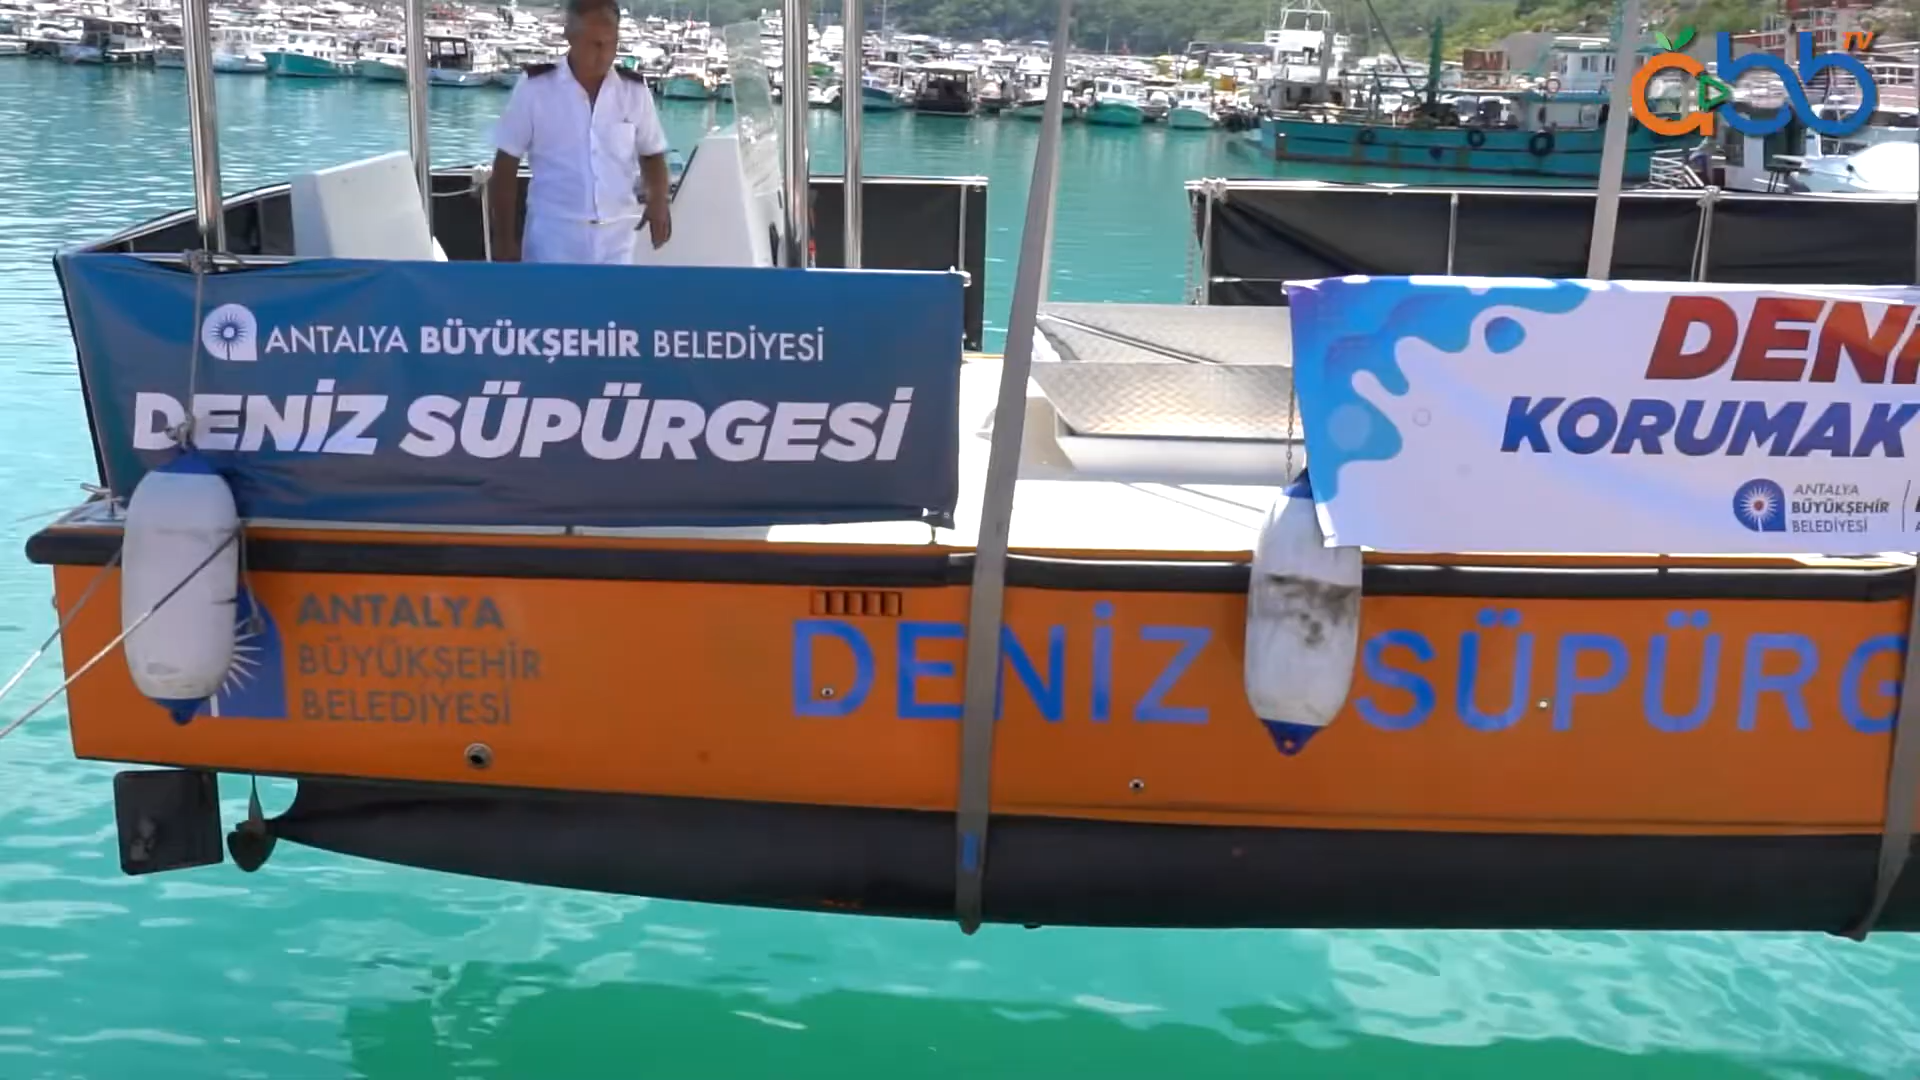 abb TV
ANTALYA BÜYÜKŞEHİR BELEDİYESİ
DENİZ SÜPÜRGESİ
KORUMAK
ANTALYA
BÜYÜKŞEHİR
BELEDİYESİ
ANTALYA
BÜYÜKŞEHİR
BELEDİYESİ
DENİZ SÜPÜRG